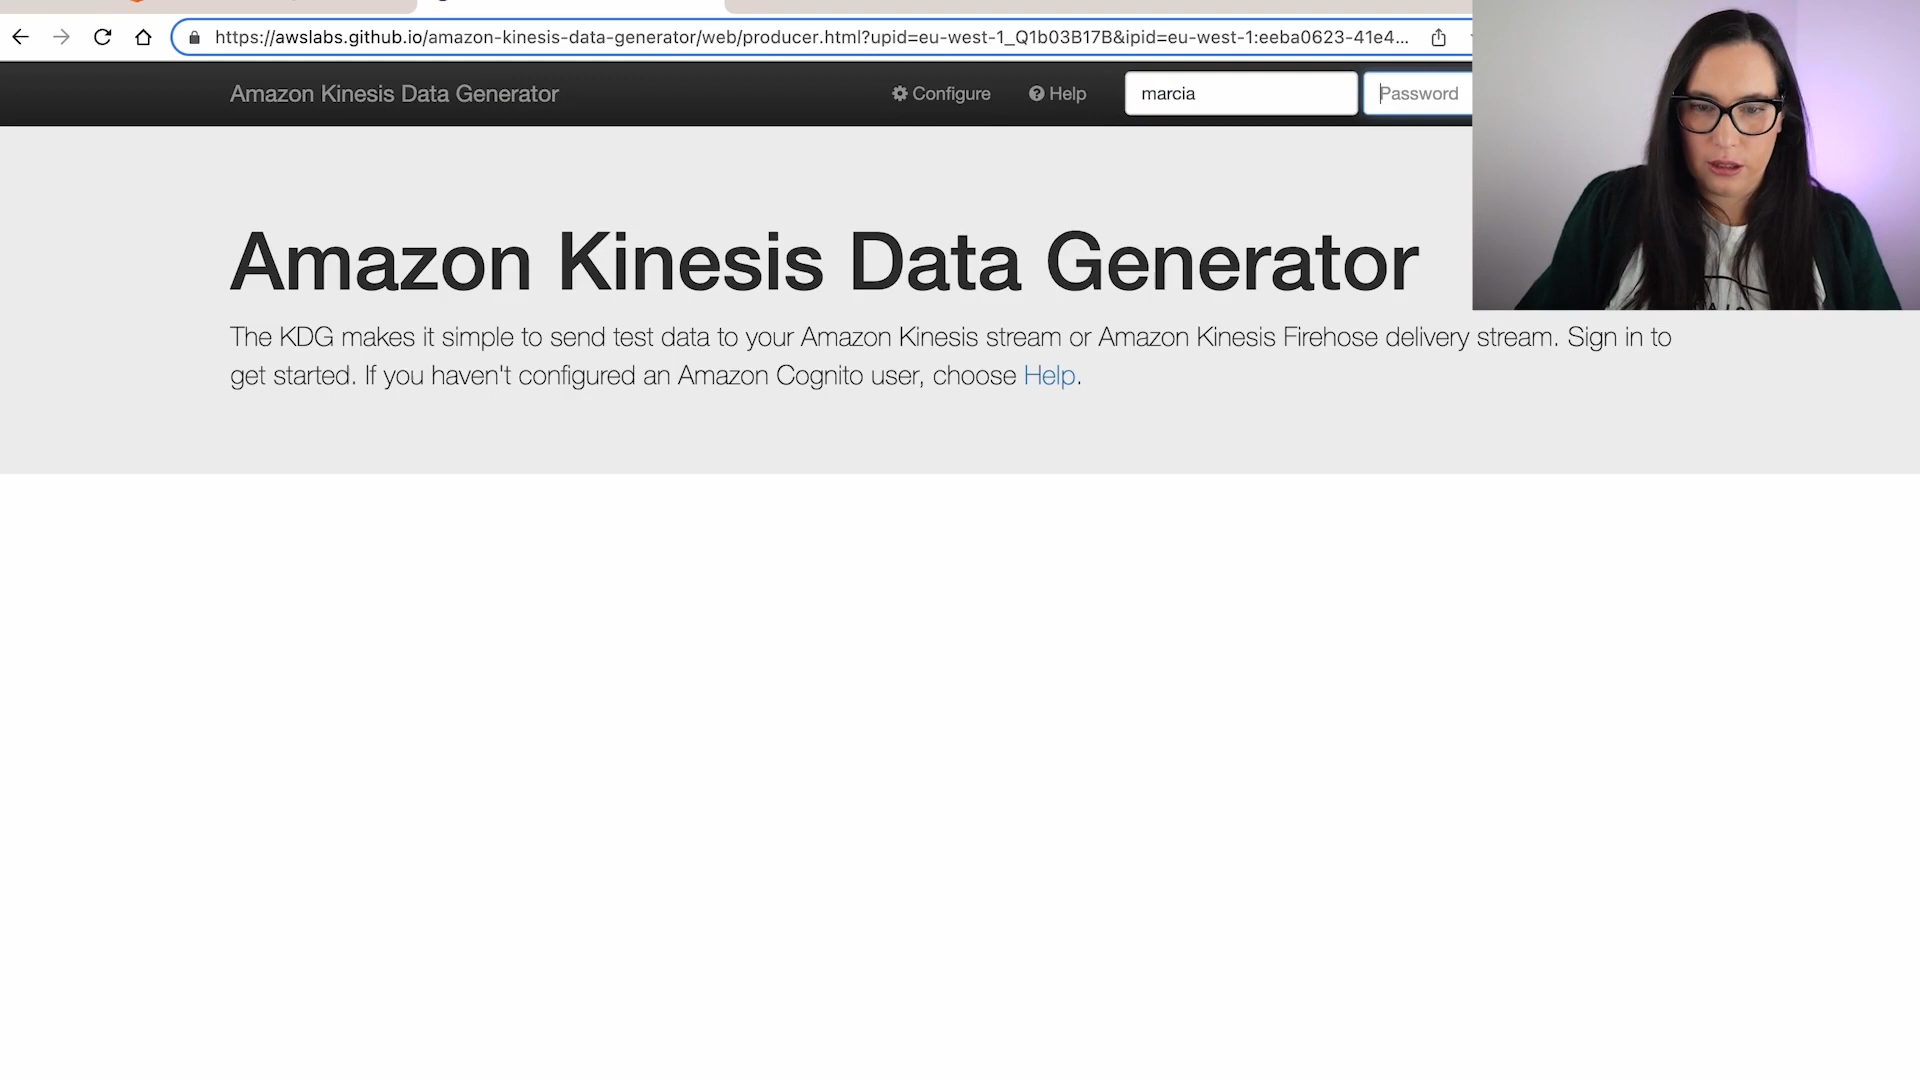 https://awslabs.github.io/amazon-kinesis-data-generator/web/producer.html?upid=eu-west-1_Q1b03B17B&ipid=eu-west-1:eeba0623-41e4...
Amazon Kinesis Data Generator
Configure
Help
marcia
Password
Amazon Kinesis Data Generator
The KDG makes it simple to send test data to your Amazon Kinesis stream or Amazon Kinesis Firehose delivery stream. Sign in to
get started. If you haven't configured an Amazon Cognito user, choose Help.